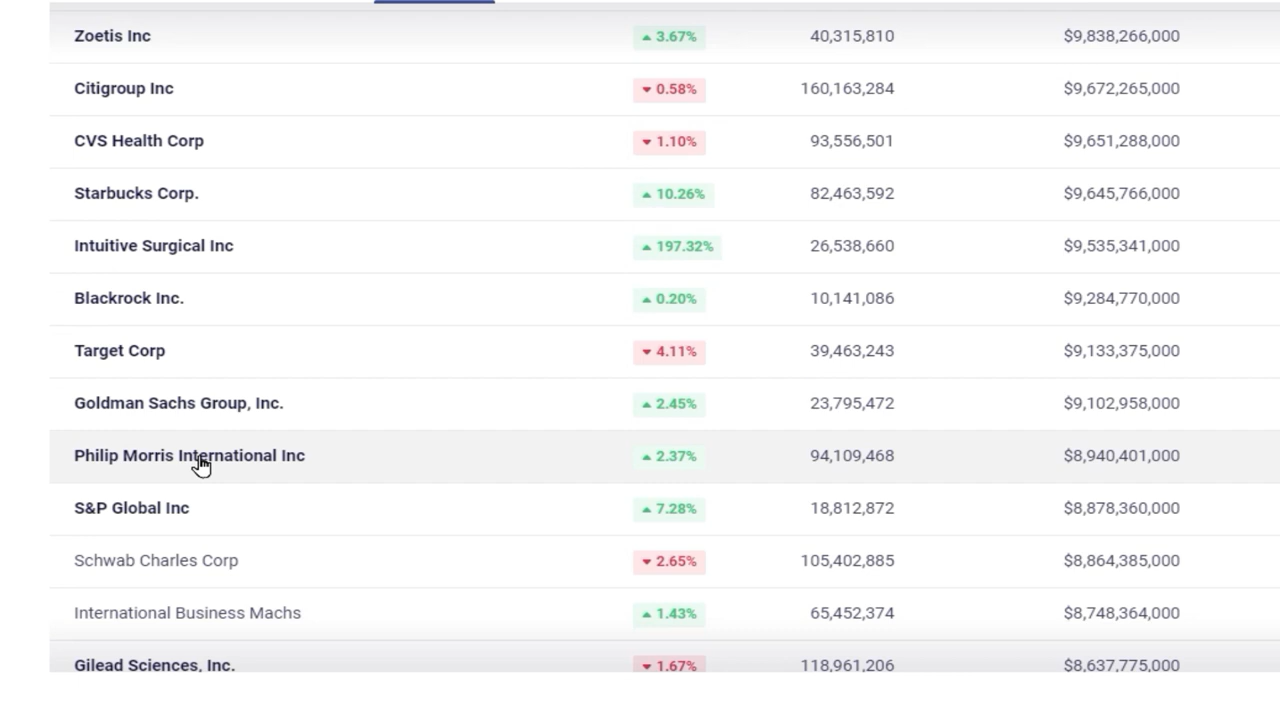 Zoetis Inc 3.67% 40,315,810 $9,838,266,000
Citigroup Inc 0.58% 160,163,284 $9,672,265,000
CVS Health Corp 1.10% 93,556,501 $9,651,288,000
Starbucks Corp. 10.26% 82,463,592 $9,645,766,000
Intuitive Surgical Inc 197.32% 26,538,660 $9,535,341,000
Blackrock Inc. 0.20% 10,141,086 $9,284,770,000
Target Corp 4.11% 39,463,243 $9,133,375,000
Goldman Sachs Group, Inc. 2.45% 23,795,472 $9,102,958,000
Philip Morris International Inc 2.37% 94,109,468 $8,940,401,000
S&P Global Inc 7.28% 18,812,872 $8,878,360,000
Schwab Charles Corp 2.65% 105,402,885 $8,864,385,000
International Business Machs 1.43% 65,452,374 $8,748,364,000
Gilead Sciences, Inc. 1.67% 118,961,206 $8,637,775,000